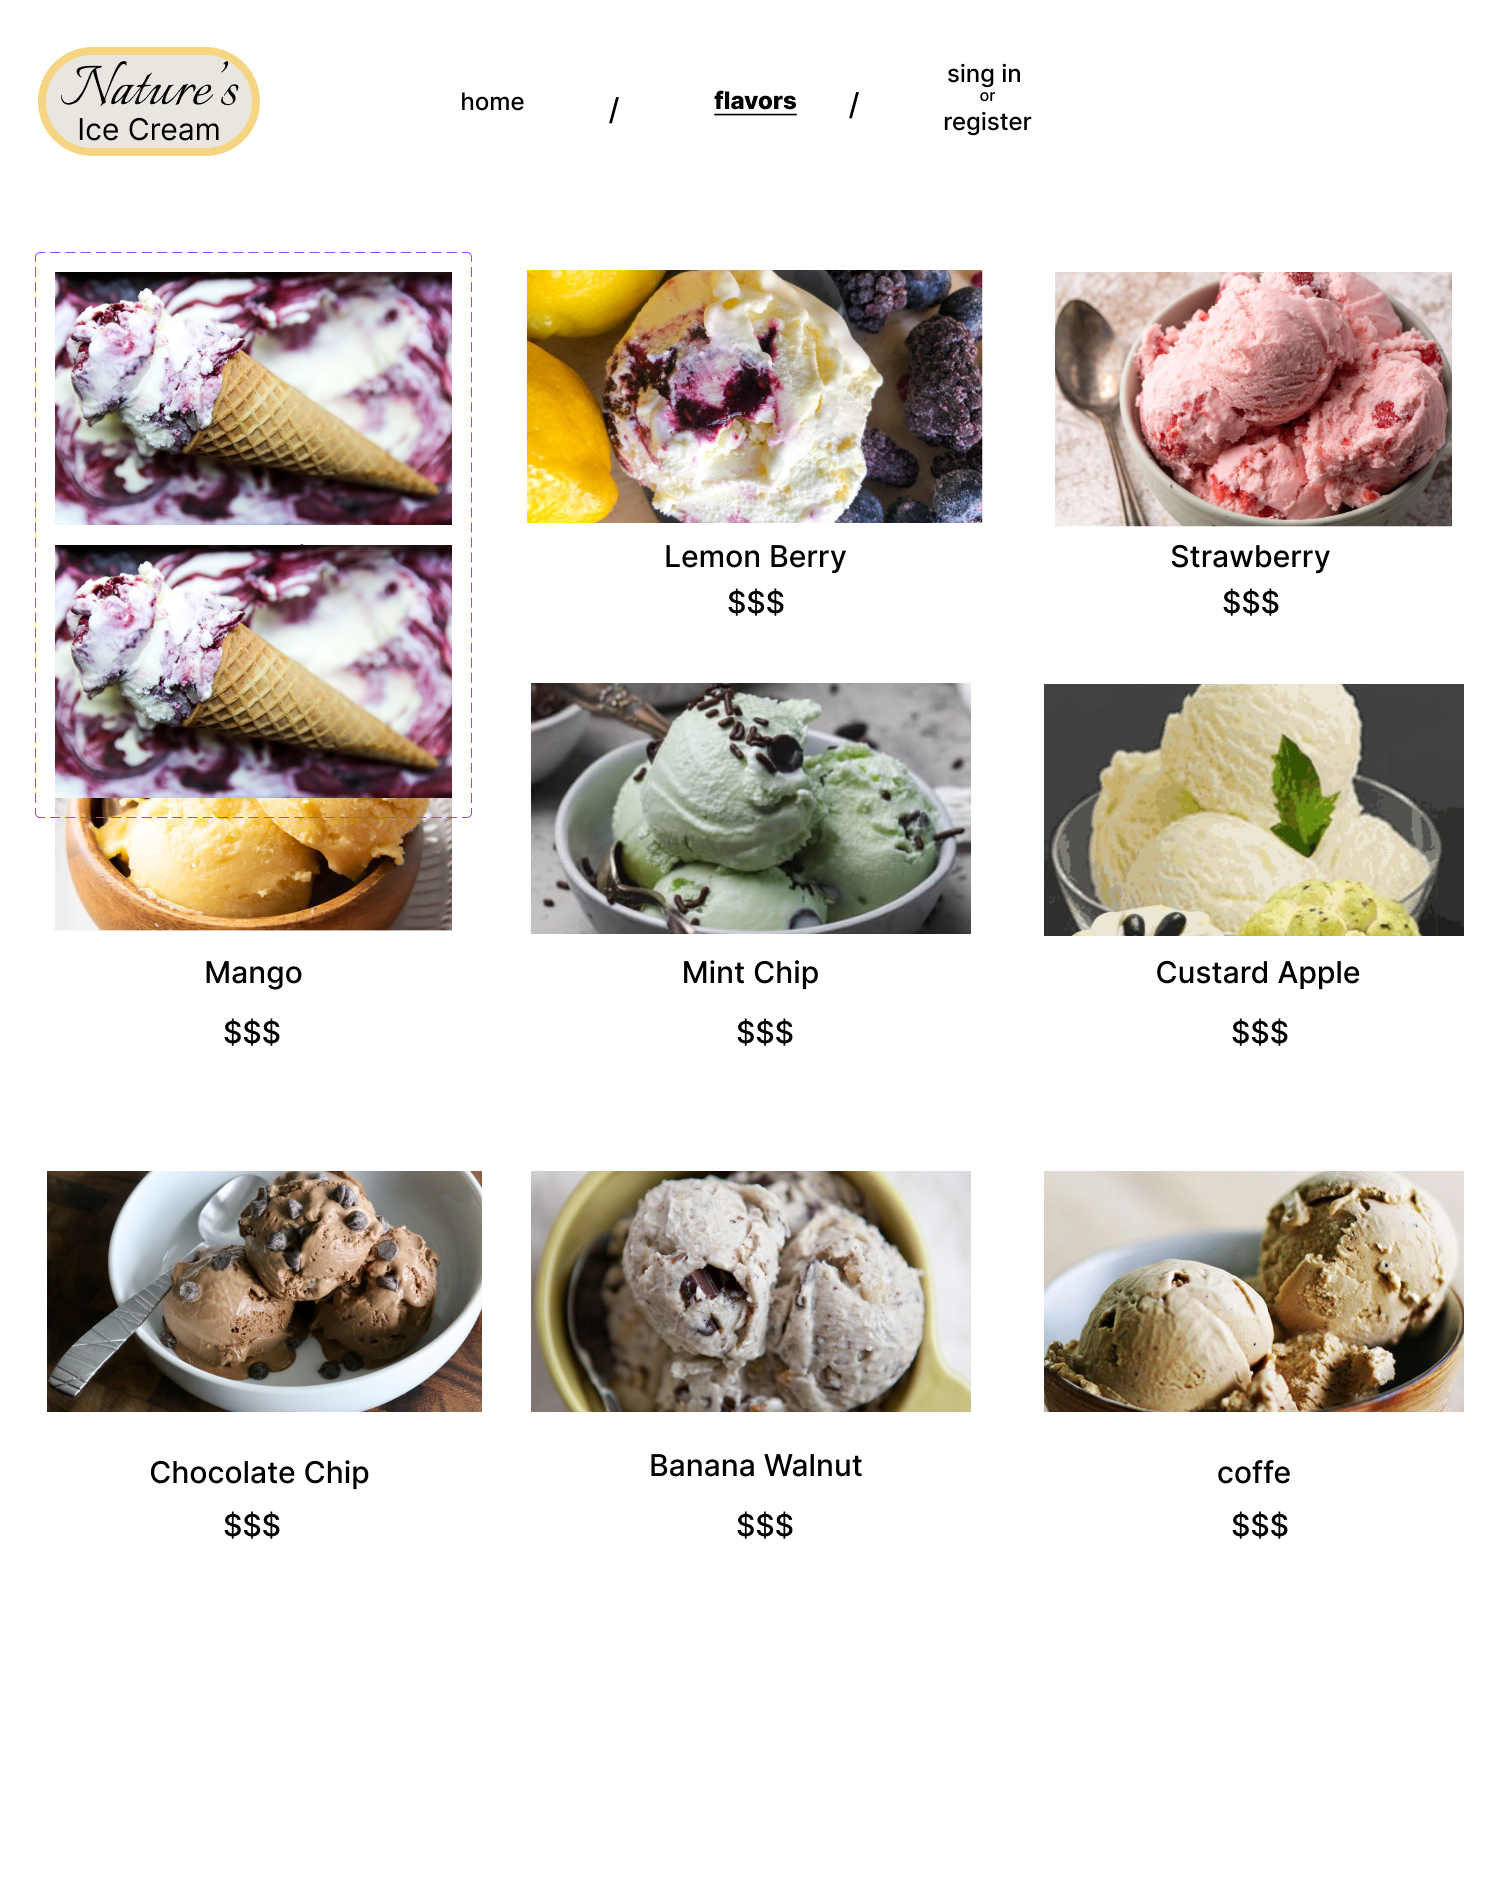 Nature's
Ice Cream
home / flavors / sing in
or
register
Lemon Berry
$$$
Strawberry
$$$
Mango
$$$
Mint Chip
$$$
Custard Apple
$$$
Chocolate Chip
$$$
Banana Walnut
$$$
coffe
$$$